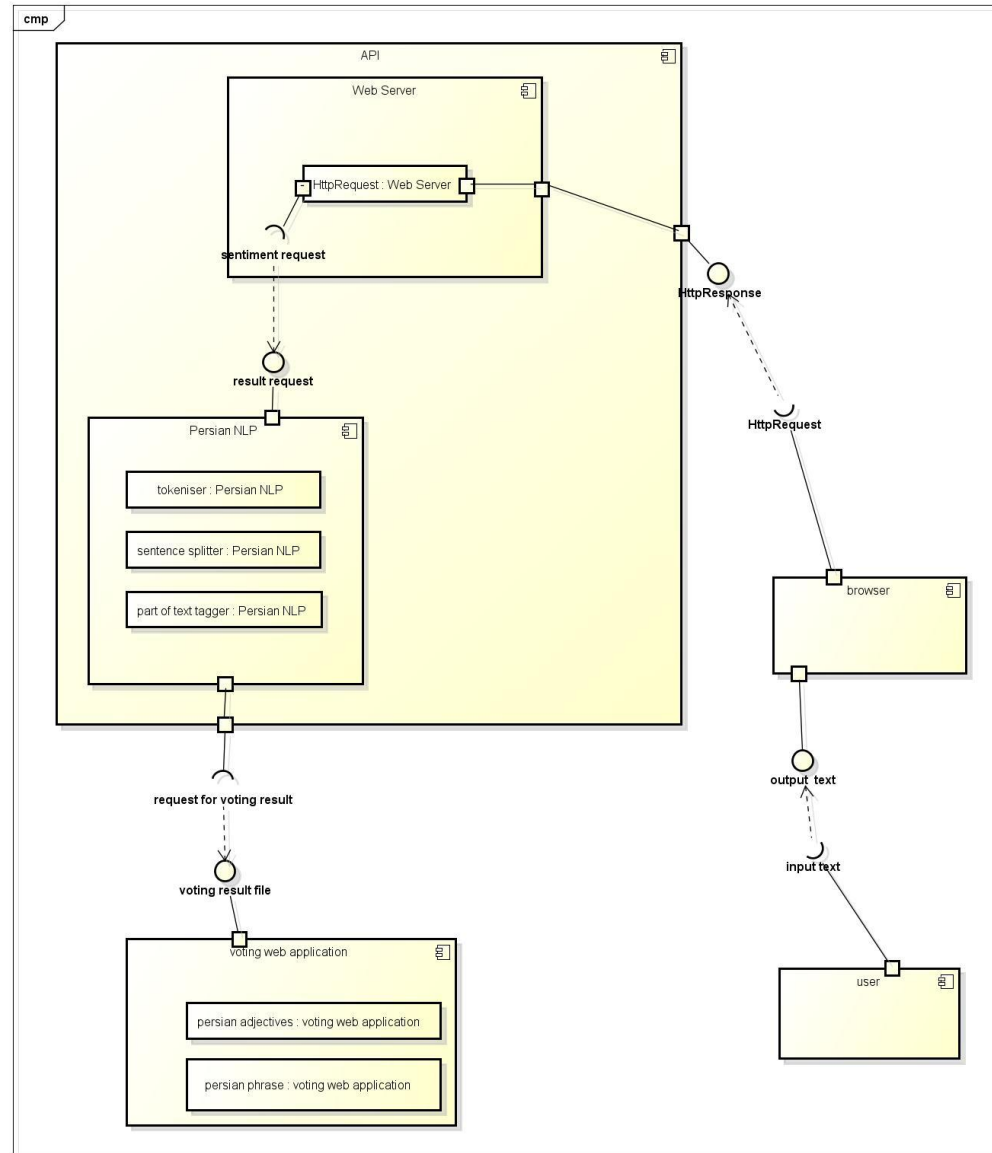 cmp
API
Web Server
HttpRequest : Web Server
sentiment request
HttpResponse
result request
HttpRequest
Persian NLP
tokeniser : Persian NLP
sentence splitter : Persian NLP
part of text tagger : Persian NLP
browser
output  text
request for voting result
input text
voting result file
voting web application
user
persian adjectives : voting web application
persian phrase : voting web application